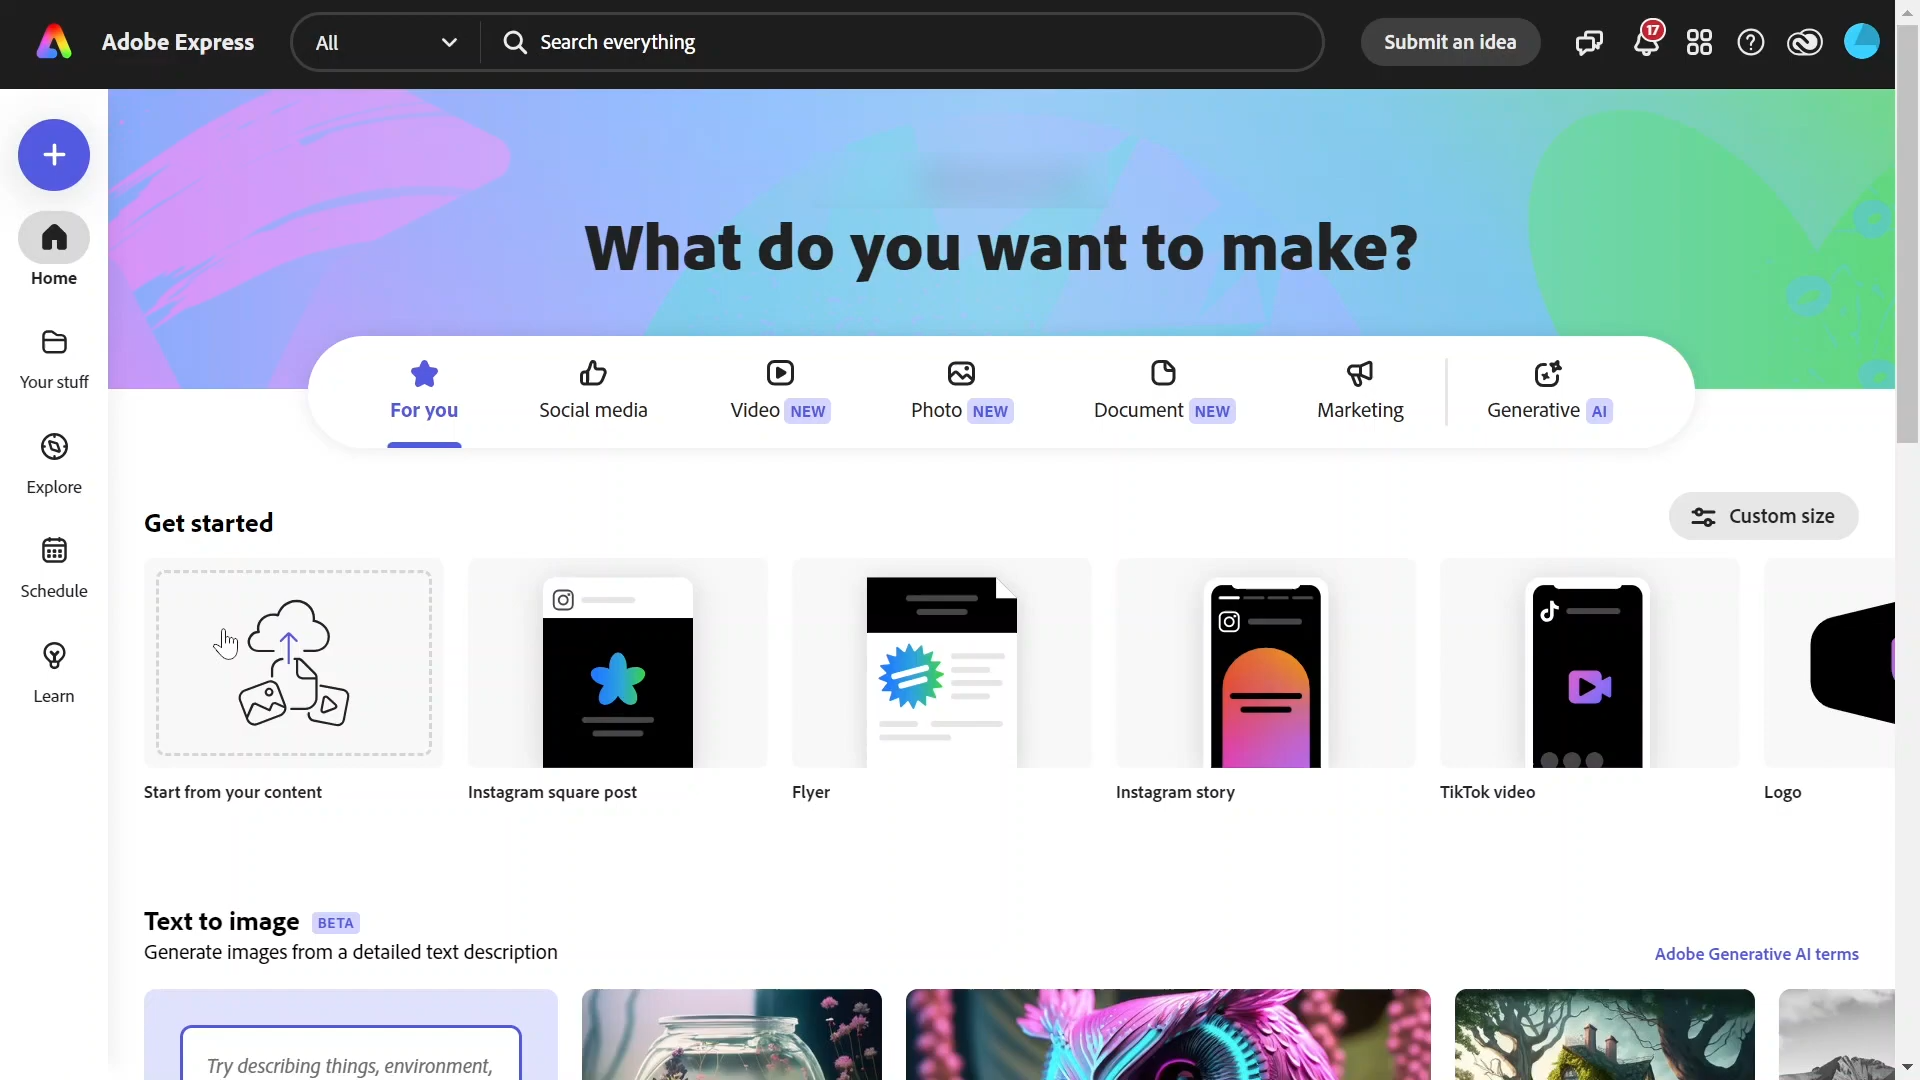 Adobe Express
All
Search everything
Submit an idea
17
What do you want to make?
Home
Your stuff
Explore
Schedule
Learn
For you
Social media
Video NEW
Photo NEW
Document NEW
Marketing
Generative AI
Get started
Custom size
Start from your content
Instagram square post
Flyer
Instagram story
TikTok video
Logo
Text to image BETA
Generate images from a detailed text description
Adobe Generative AI terms
Try describing things, environment,